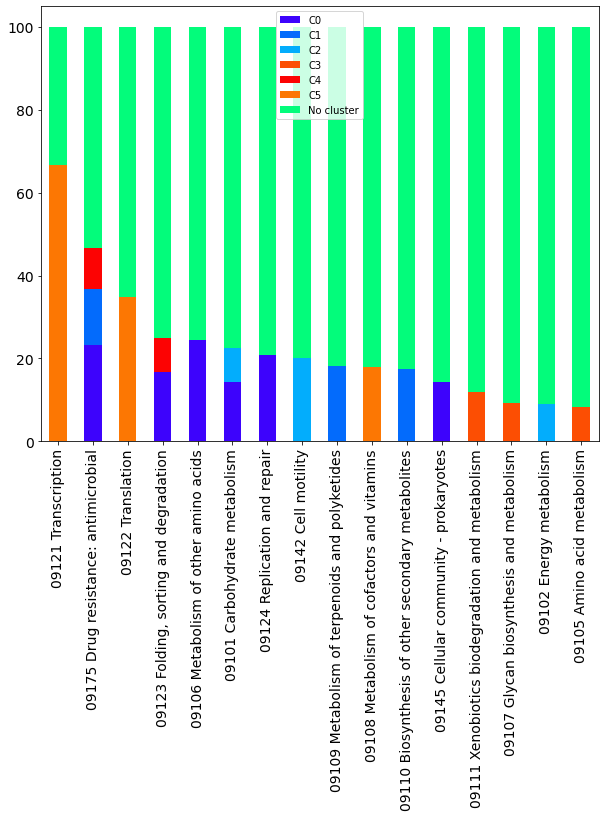 100
80
60
40
20
0
C0
C1
C2
C3
C4
C5
No cluster
09121 Transcription
09175 Drug resistance: antimicrobial
09122 Translation
09123 Folding, sorting and degradation
09106 Metabolism of other amino acids
09101 Carbohydrate metabolism
09124 Replication and repair
09142 Cell motility
09109 Metabolism of terpenoids and polyketides
09108 Metabolism of cofactors and vitamins
09110 Biosynthesis of other secondary metabolites
09145 Cellular community - prokaryotes
09111 Xenobiotics biodegradation and metabolism
09107 Glycan biosynthesis and metabolism
09102 Energy metabolism
09105 Amino acid metabolism